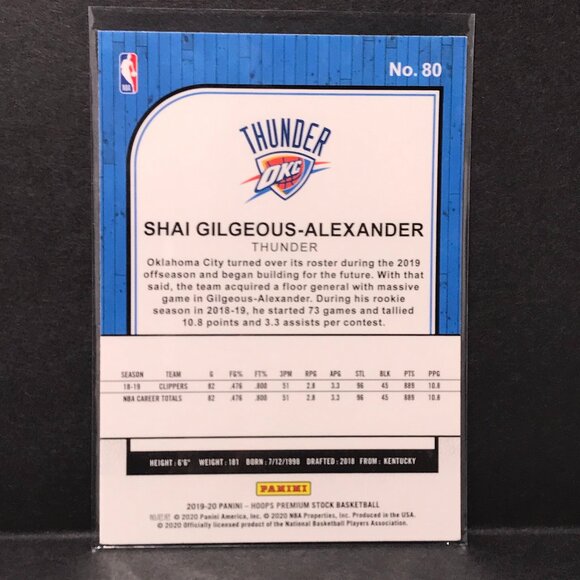 NBA
No. 80
THUNDER
OKC
SHAI GILGEOUS-ALEXANDER
THUNDER
Oklahoma City turned over its roster during the 2019
offseason and began building for the future. With that
said, the team acquired a floor general with massive
game in Gilgeous-Alexander. During his rookie
season in 2018-19, he started 73 games and tallied
10.8 points and 3.3 assists per contest.
SEASON TEAM G FG% FT% 3PM RPG APG STL BLK PTS PPG
18-19 CLIPPERS 82 .476 .800 51 2.8 3.3 96 45 889 10.8
NBA CAREER TOTALS 82 .476 .800 51 2.8 3.3 96 45 889 10.8
HEIGHT: 6'6" WEIGHT: 181 BORN: 7/12/1998 DRAFTED: 2018 FROM: KENTUCKY
PANINI
2019-20 PANINI – HOOPS PREMIUM STOCK BASKETBALL
© 2020 Panini America, Inc. © 2020 NBA Properties, Inc. Produced in the USA.
© 2020 Officially licensed product of the National Basketball Players Association.